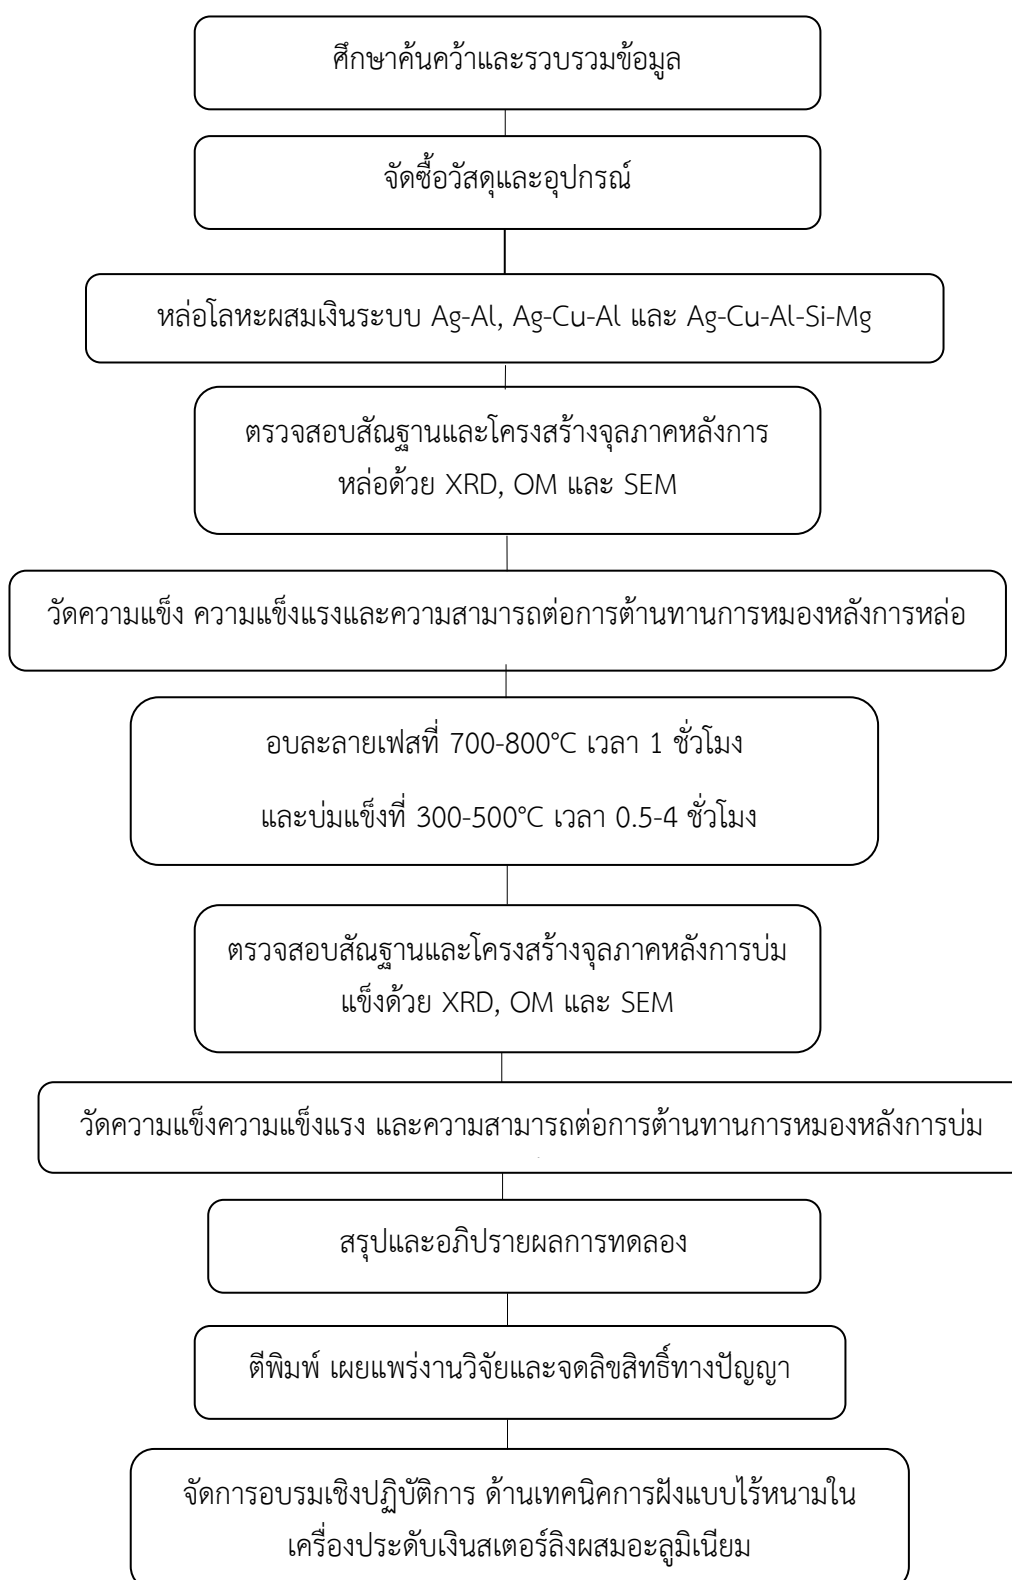 ศึกษาค้นคว้าและรวบรวมข้อมูล
จัดซื้อวัสดุและอุปกรณ์
หล่อโลหะผสมเงินระบบ Ag-Al, Ag-Cu-Al และ Ag-Cu-Al-Si-Mg
ตรวจสอบสัณฐานและโครงสร้างจุลภาคหลังการ
หล่อด้วย XRD, OM และ SEM
วัดความแข็ง ความแข็งแรงและความสามารถต่อการต้านทานการหมองหลังการหล่อ
อบละลายเฟสที่ 700-800°C เวลา 1 ชั่วโมง
และบ่มแข็งที่ 300-500°C เวลา 0.5-4 ชั่วโมง
ตรวจสอบสัณฐานและโครงสร้างจุลภาคหลังการบ่ม
แข็งด้วย XRD, OM และ SEM
วัดความแข็งความแข็งแรง และความสามารถต่อการต้านทานการหมองหลังการบ่ม
สรุปและอภิปรายผลการทดลอง
ตีพิมพ์ เผยแพร่งานวิจัยและจดลิขสิทธิ์ทางปัญญา
จัดการอบรมเชิงปฏิบัติการ ด้านเทคนิคการฝังแบบไร้หนามใน
เครื่องประดับเงินสเตอร์ลิงผสมอะลูมิเนียม